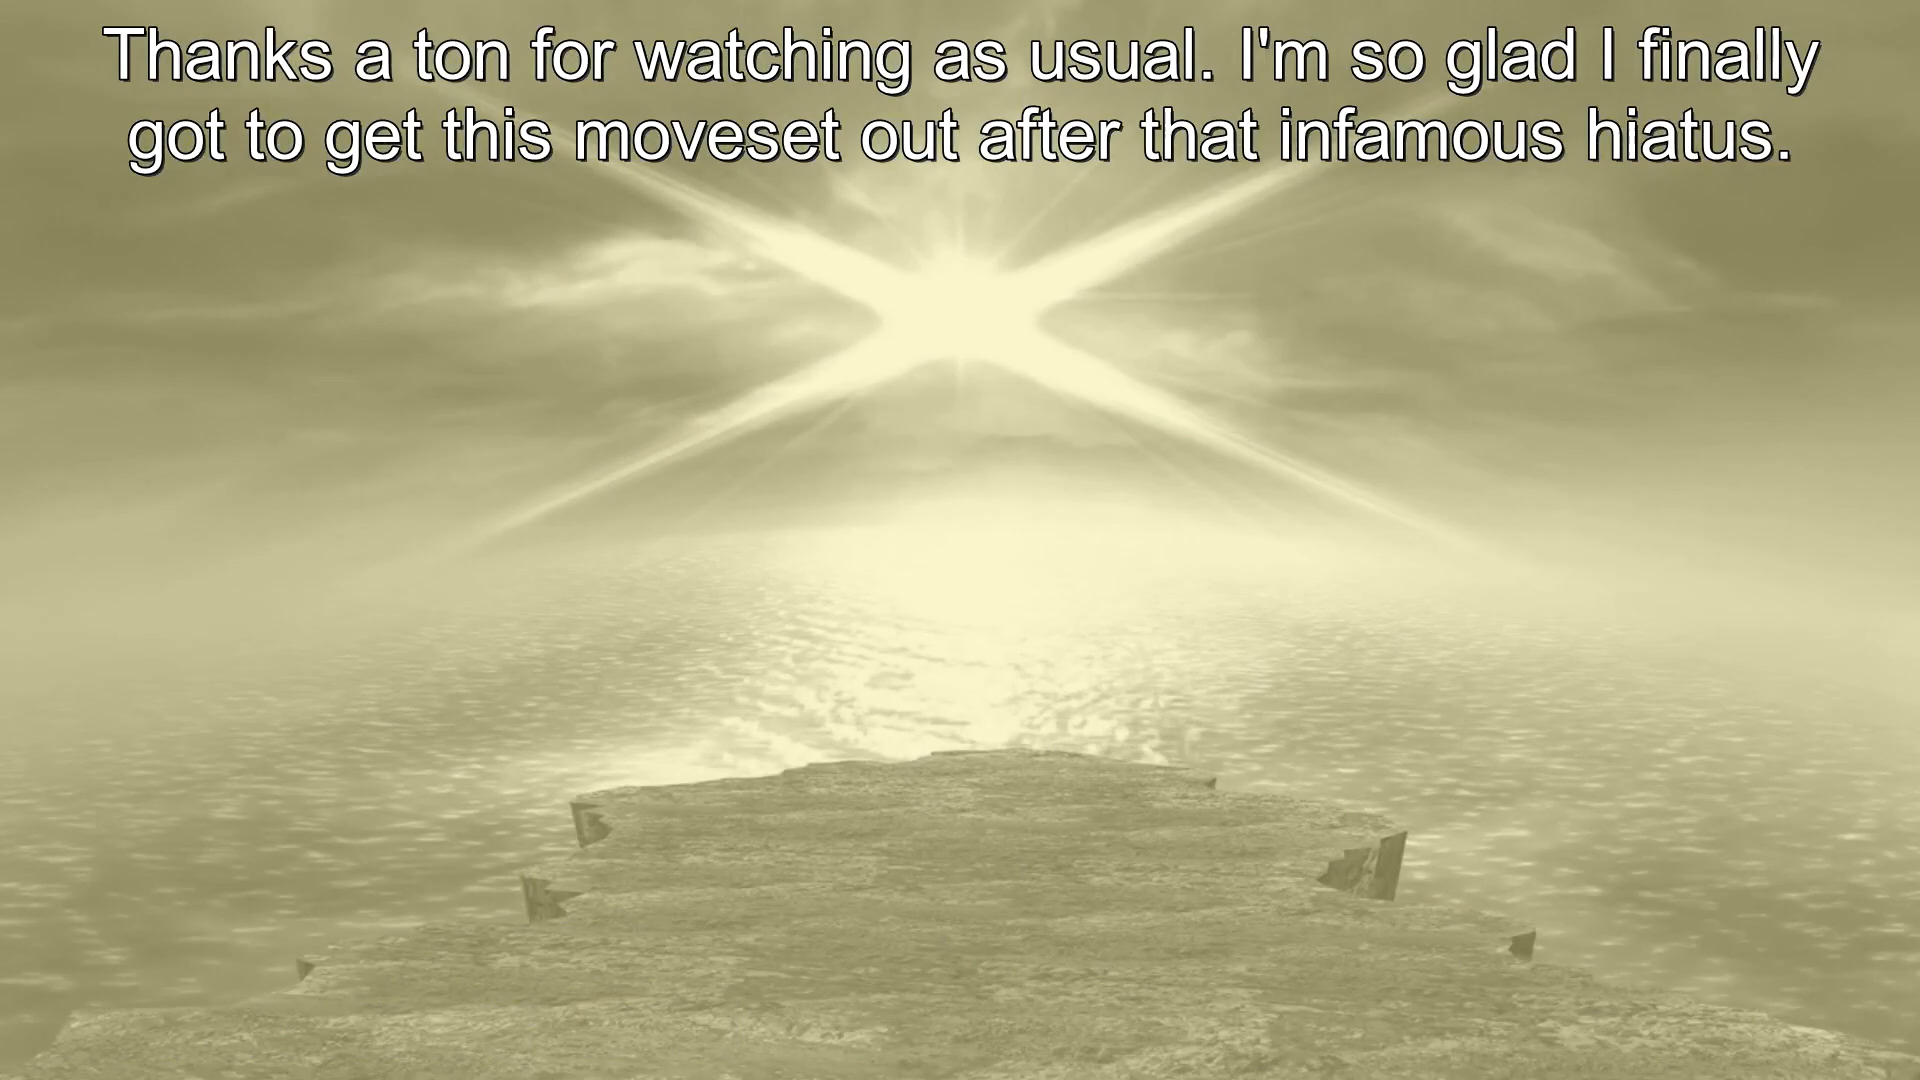 Thanks a ton for watching as usual. I'm so glad I finally
got to get this moveset out after that infamous hiatus.